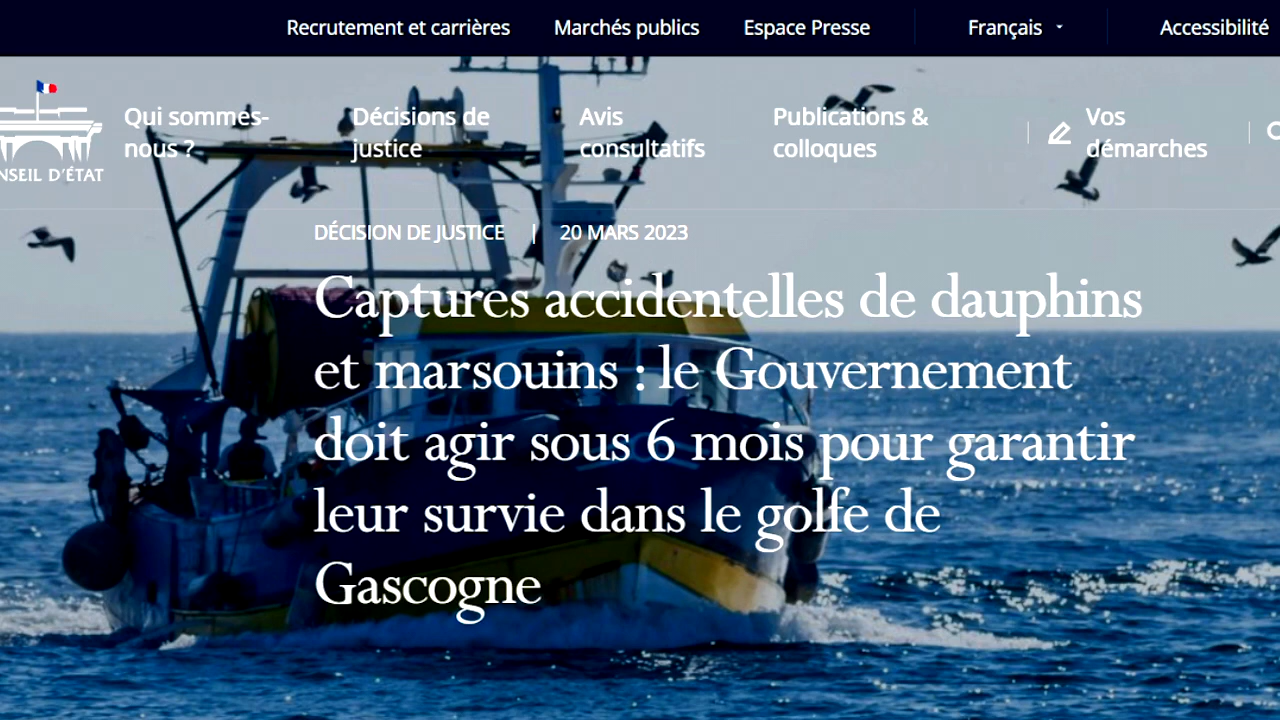 Recrutement et carrières Marchés publics Espace Presse Français Accessibilité
Qui sommes-
nous ?
Décisions de
justice
Avis
consultatifs
Publications &
colloques
Vos
démarches
NSEIL D'ÉTAT
DÉCISION DE JUSTICE | 20 MARS 2023
Captures accidentelles de dauphins
et marsouins : le Gouvernement
doit agir sous 6 mois pour garantir
leur survie dans le golfe de
Gascogne